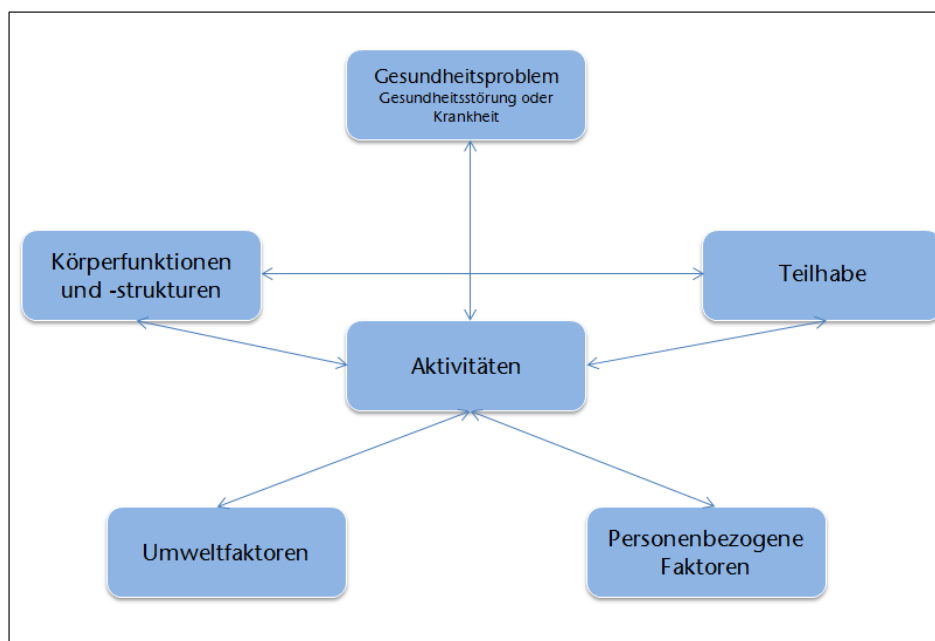 Gesundheitsproblem
Gesundheitsstörung oder
Krankheit
Körperfunktionen
und -strukturen
Teilhabe
Aktivitäten
Umweltfaktoren
Personenbezogene
Faktoren